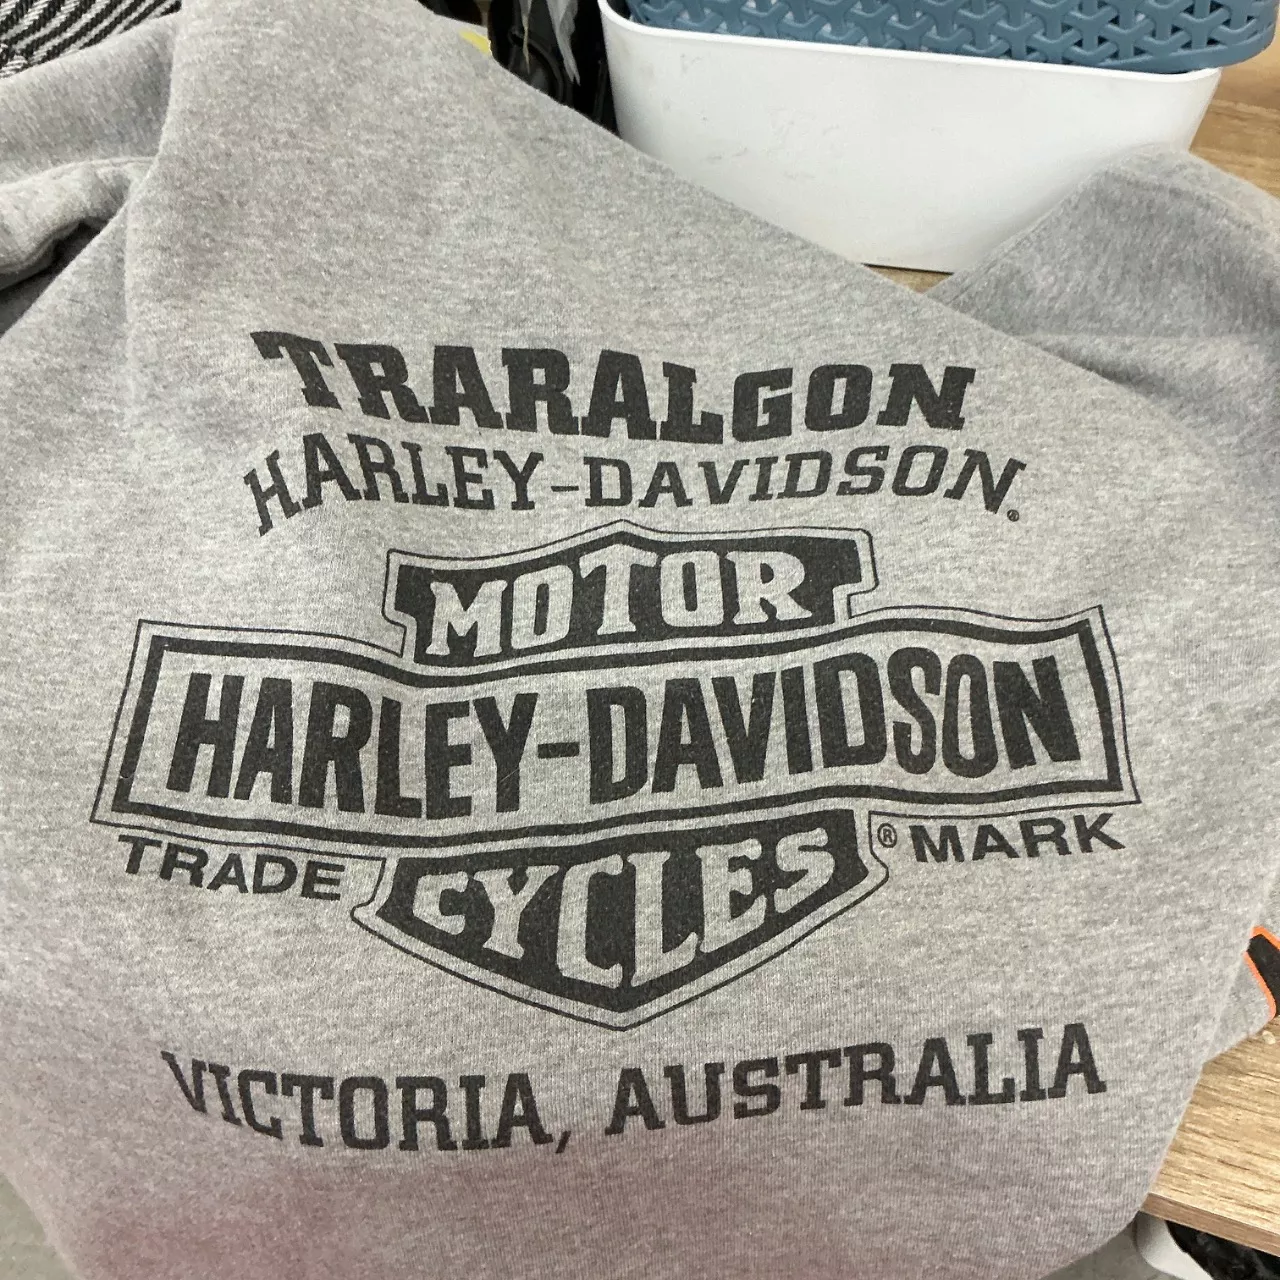 TRARALGON
HARLEY-DAVIDSON®
MOTOR
HARLEY-DAVIDSON
TRADE ® MARK
CYCLES
VICTORIA, AUSTRALIA